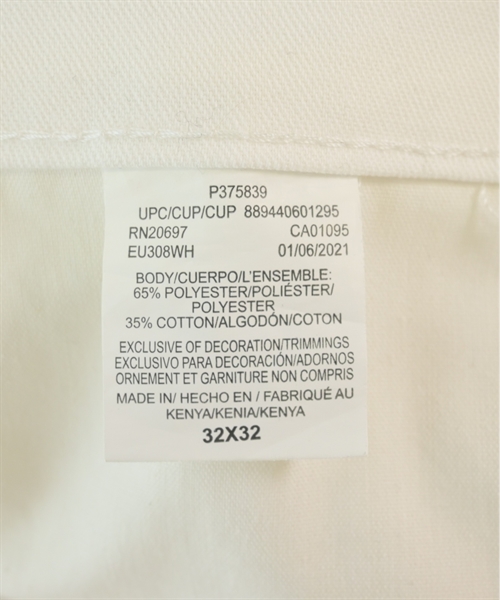 P375839
UPC/CUP/CUP 889440601295
RN20697 CA01095
EU308WH 01/06/2021
BODY/CUERPO/L'ENSEMBLE:
65% POLYESTER/POLIÉSTER/
POLYESTER
35% COTTON/ALGODÓN/COTON
EXCLUSIVE OF DECORATION/TRIMMINGS
EXCLUSIVO PARA DECORACIÓN/ADORNOS
ORNEMENT ET GARNITURE NON COMPRIS
MADE IN/ HECHO EN / FABRIQUÉ AU
KENYA/KENIA/KENYA
32X32